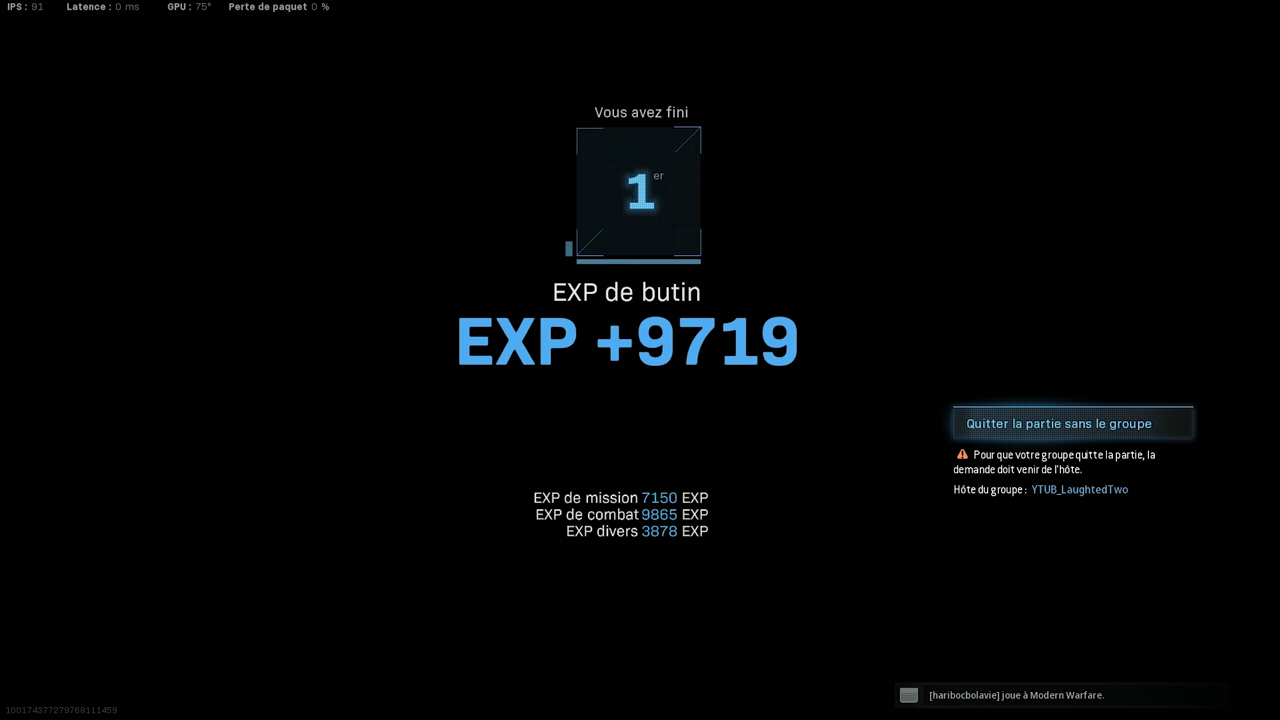 IPS : 91 Latence : 0 ms GPU : 75° Perte de paquet 0 %
Vous avez fini
1er
EXP de butin
EXP +9719
Quitter la partie sans le groupe
Pour que votre groupe quitte la partie, la
demande doit venir de l'hôte.
Hôte du groupe : YTUB_LaughtedTwo
EXP de mission 7150 EXP
EXP de combat 9865 EXP
EXP divers 3878 EXP
[haribocbolavie] joue à Modern Warfare.
100174377279768111459